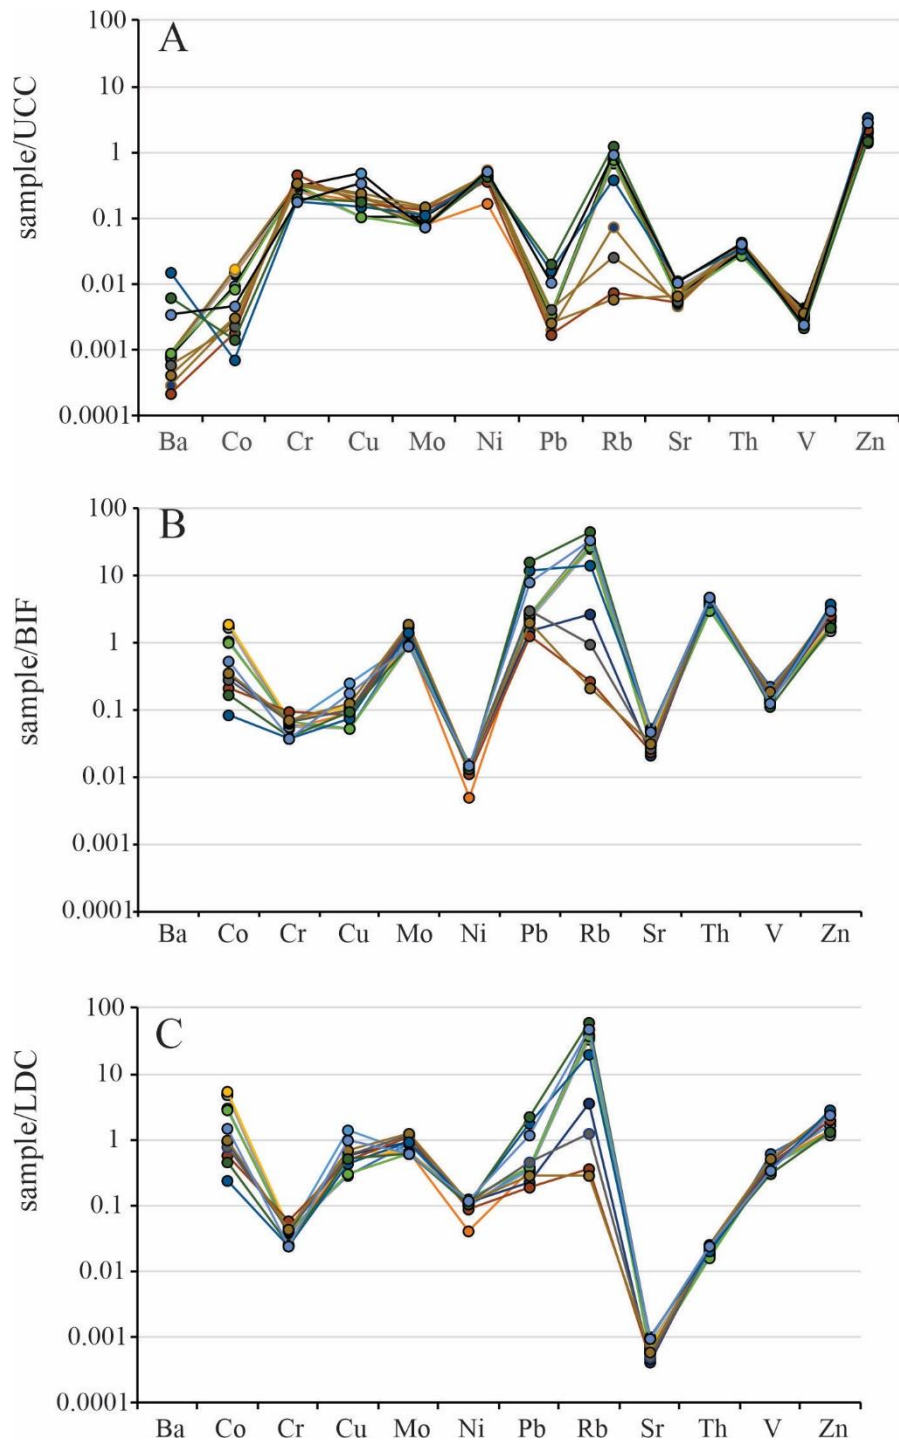 A
sample/UCC
100
10
1
0.1
0.01
0.001
0.0001
Ba Co Cr Cu Mo Ni Pb Rb Sr Th V Zn
B
sample/BIF
100
10
1
0.1
0.01
0.001
0.0001
Ba Co Cr Cu Mo Ni Pb Rb Sr Th V Zn
C
sample/LDC
100
10
1
0.1
0.01
0.001
0.0001
Ba Co Cr Cu Mo Ni Pb Rb Sr Th V Zn